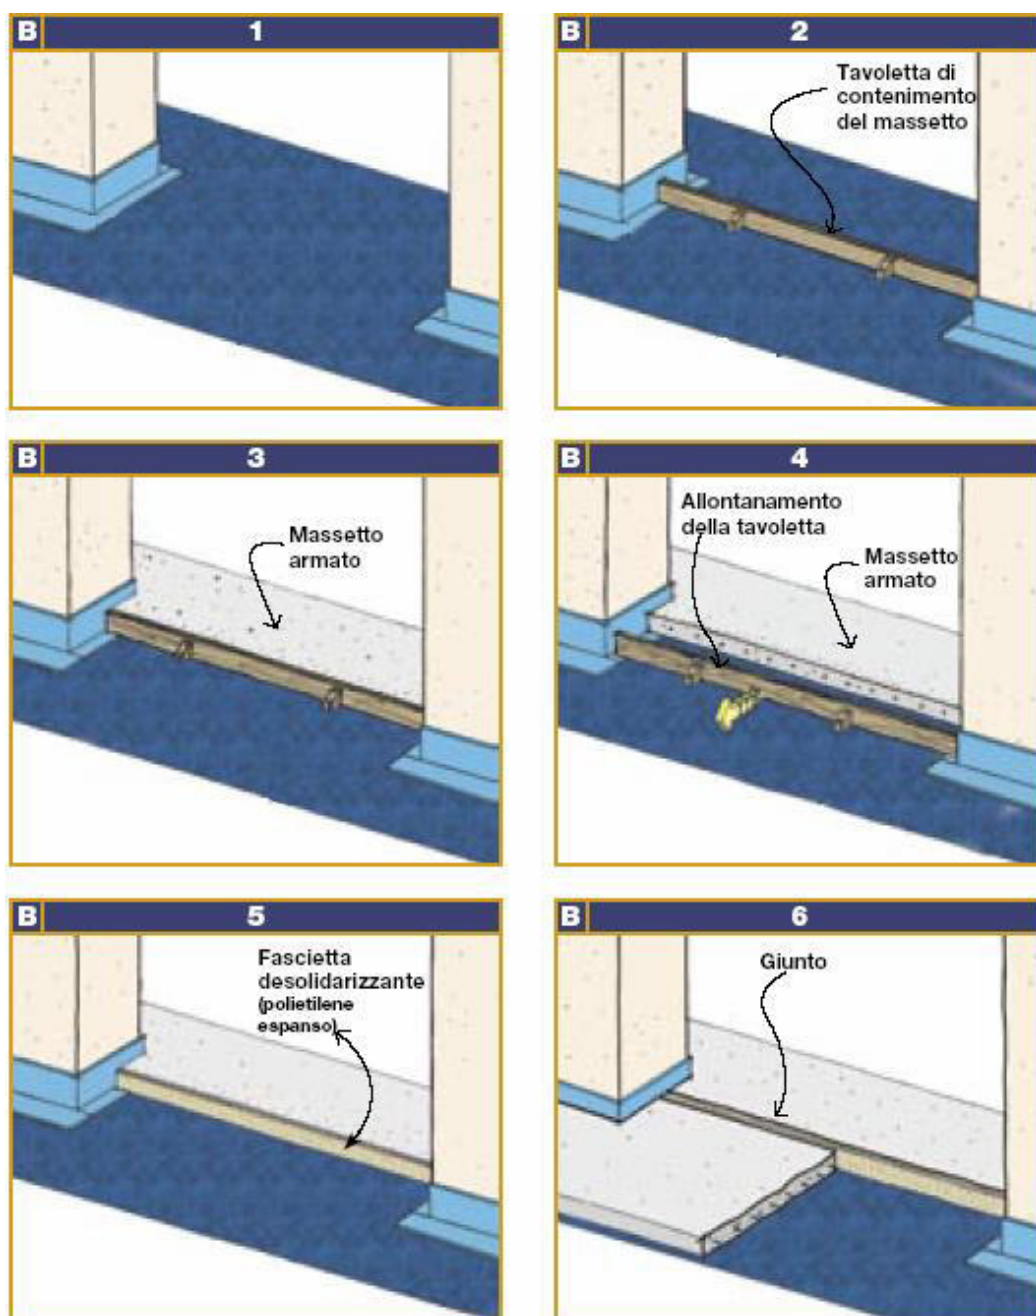 B 1
B 2
Tavoletta di
contenimento
del massetto
B 3
Massetto
armato
B 4
Allontanamento
della tavoletta
Massetto
armato
B 5
Fascietta
desolidarizzante
(polietilene
espanso)
B 6
Giunto